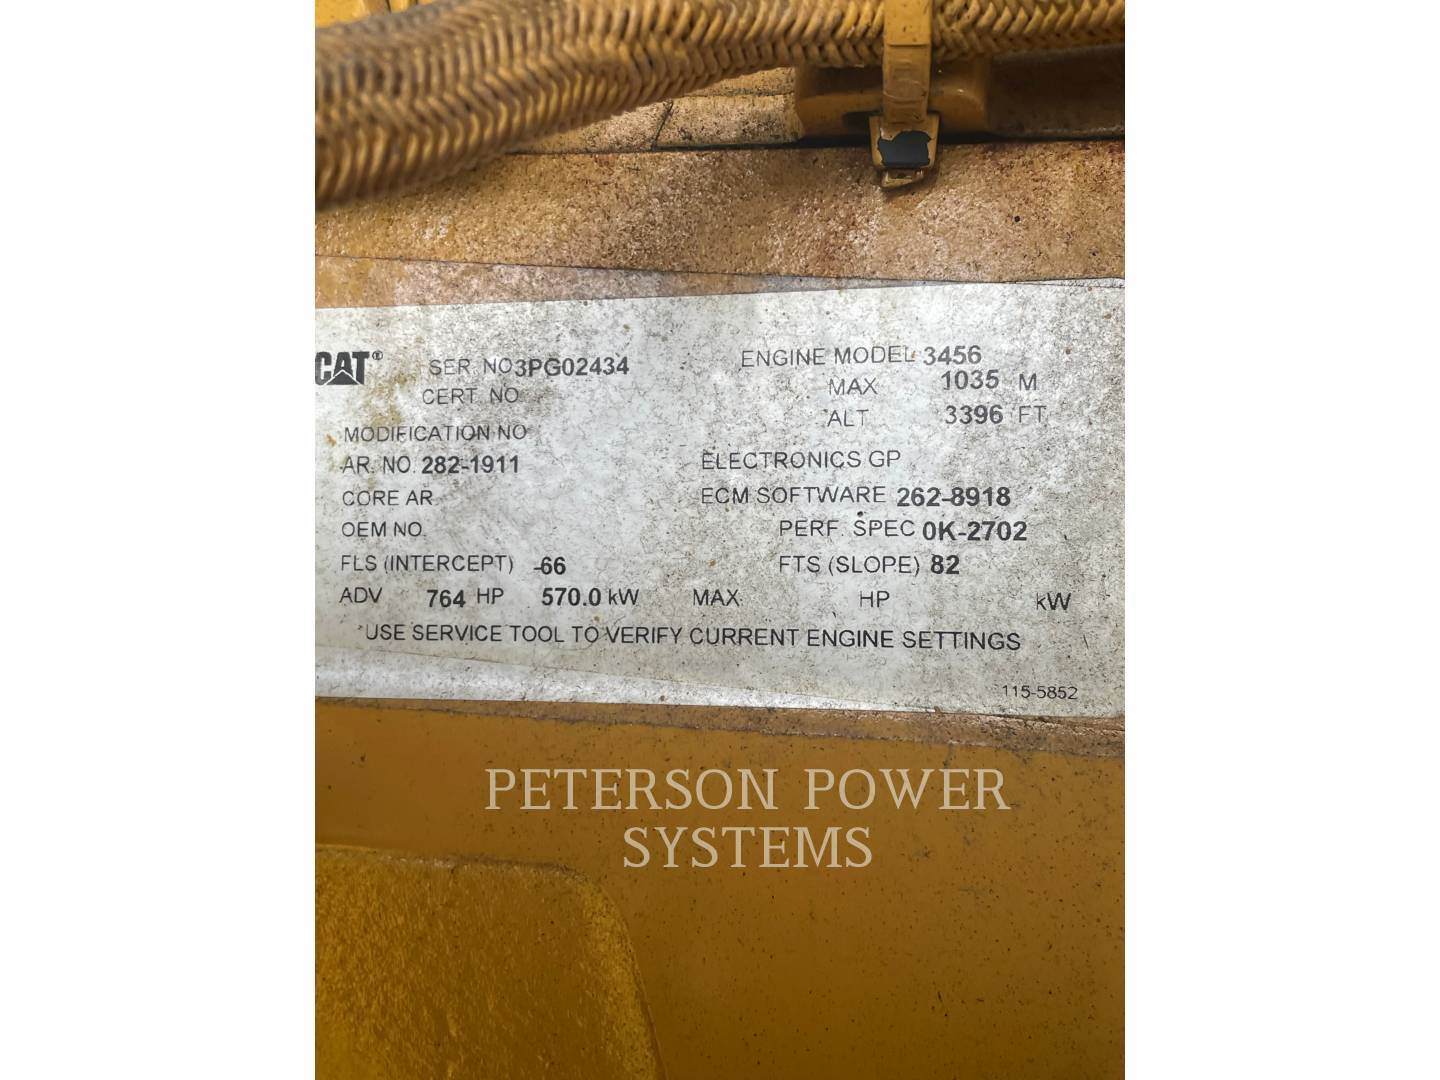 CAT® SER. NO 3PG02434 ENGINE MODEL 3456
CERT. NO. MAX 1035 M
ALT 3396 FT
MODIFICATION NO
AR. NO. 282-1911 ELECTRONICS GP
CORE AR ECM SOFTWARE 262-8918
OEM NO. PERF. SPEC 0K-2702
FLS (INTERCEPT) -66 FTS (SLOPE) 82
ADV 764 HP 570.0 kW MAX HP kW
*USE SERVICE TOOL TO VERIFY CURRENT ENGINE SETTINGS
115-5852
PETERSON POWER
SYSTEMS